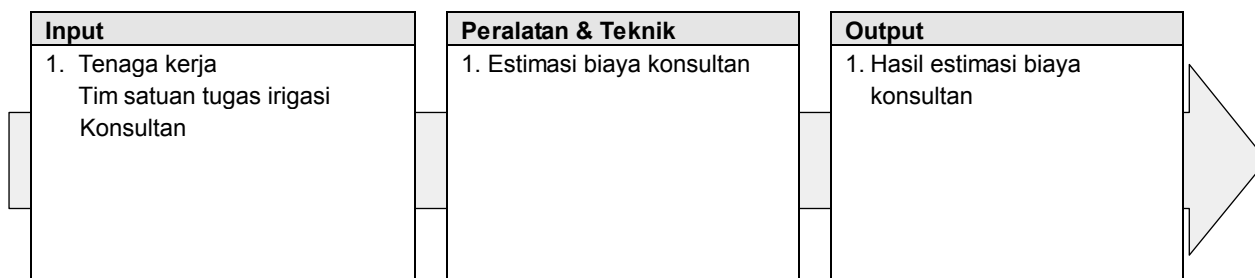 Input
1. Tenaga kerja
Tim satuan tugas irigasi
Konsultan
Peralatan & Teknik
1. Estimasi biaya konsultan
Output
1. Hasil estimasi biaya
konsultan